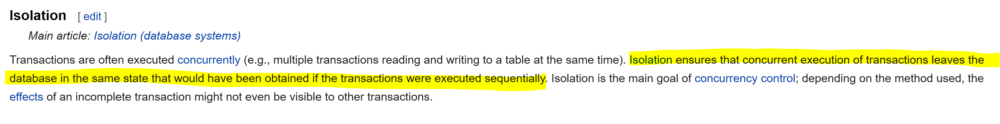 Isolation [ edit ]
Main article: Isolation (database systems)
Transactions are often executed concurrently (e.g., multiple transactions reading and writing to a table at the same time). Isolation ensures that concurrent execution of transactions leaves the
database in the same state that would have been obtained if the transactions were executed sequentially. Isolation is the main goal of concurrency control; depending on the method used, the
effects of an incomplete transaction might not even be visible to other transactions.